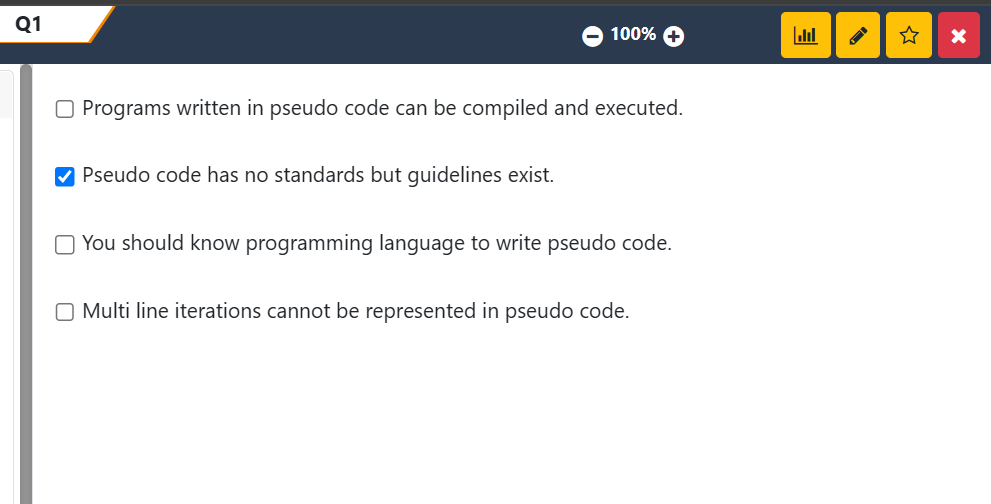 Q1
100%
Programs written in pseudo code can be compiled and executed.
Pseudo code has no standards but guidelines exist.
You should know programming language to write pseudo code.
Multi line iterations cannot be represented in pseudo code.